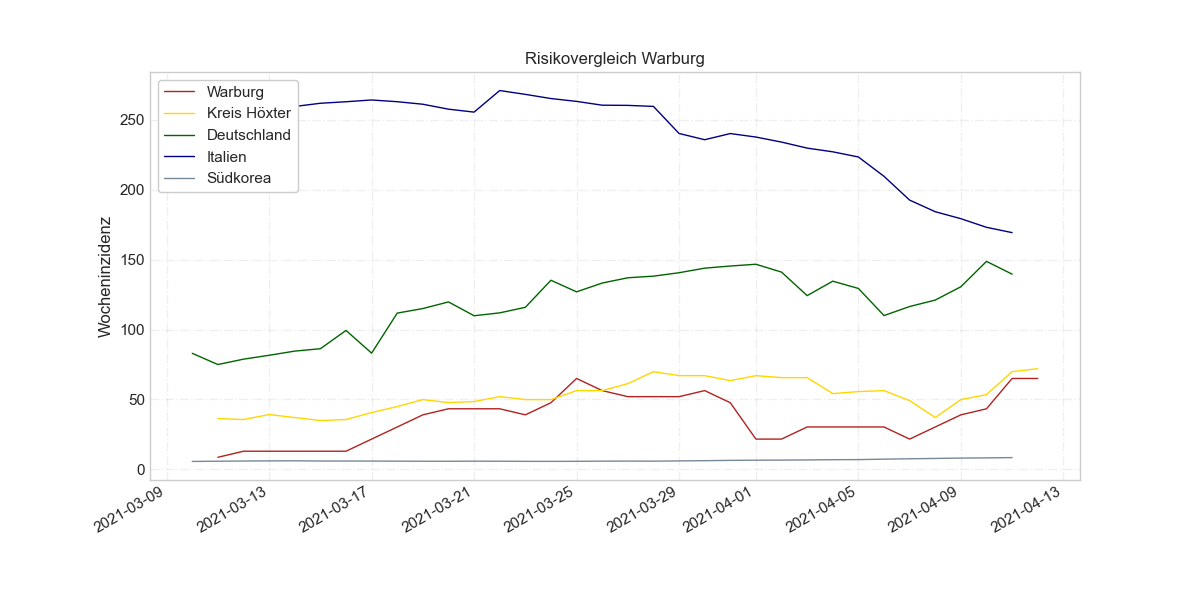 Risikovergleich Warburg
Warburg
Kreis Höxter
Deutschland
Italien
Südkorea
Wocheninzidenz
250
200
150
100
50
0
2021-03-09
2021-03-13
2021-03-17
2021-03-21
2021-03-25
2021-03-29
2021-04-01
2021-04-05
2021-04-09
2021-04-13